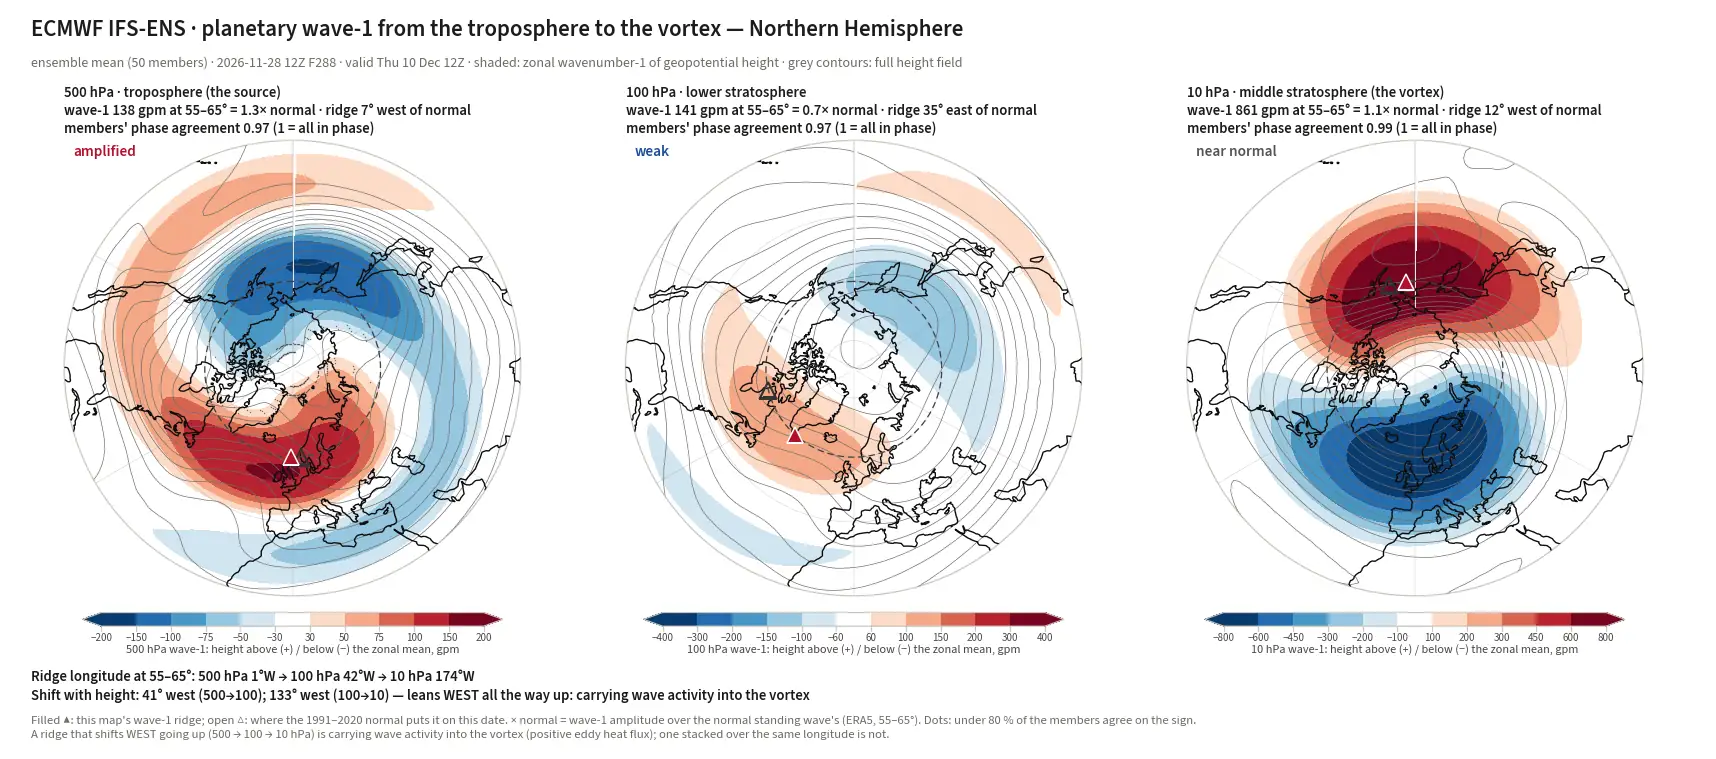 ECMWF IFS-ENS · planetary wave-1 from the troposphere to the vortex — Northern Hemisphere
ensemble mean (50 members) · 2026-11-28 12Z F288 · valid Thu 10 Dec 12Z · shaded: zonal wavenumber-1 of geopotential height · grey contours: full height field
500 hPa · troposphere (the source)
wave-1 138 gpm at 55–65° = 1.3× normal · ridge 7° west of normal
members' phase agreement 0.97 (1 = all in phase)
amplified
100 hPa · lower stratosphere
wave-1 141 gpm at 55–65° = 0.7× normal · ridge 35° east of normal
members' phase agreement 0.97 (1 = all in phase)
weak
10 hPa · middle stratosphere (the vortex)
wave-1 861 gpm at 55–65° = 1.1× normal · ridge 12° west of normal
members' phase agreement 0.99 (1 = all in phase)
near normal
−200 −150 −100 −75 −50 −30 30 50 75 100 150 200
500 hPa wave-1: height above (+) / below (−) the zonal mean, gpm
−400 −300 −200 −150 −100 −60 60 100 150 200 300 400
100 hPa wave-1: height above (+) / below (−) the zonal mean, gpm
−800 −600 −450 −300 −200 −100 100 200 300 450 600 800
10 hPa wave-1: height above (+) / below (−) the zonal mean, gpm
Ridge longitude at 55–65°: 500 hPa 1°W → 100 hPa 42°W → 10 hPa 174°W
Shift with height: 41° west (500→100); 133° west (100→10) — leans WEST all the way up: carrying wave activity into the vortex
Filled ▲: this map's wave-1 ridge; open △: where the 1991–2020 normal puts it on this date. × normal = wave-1 amplitude over the normal standing wave's (ERA5, 55–65°). Dots: under 80 % of the members agree on the sign.
A ridge that shifts WEST going up (500 → 100 → 10 hPa) is carrying wave activity into the vortex (positive eddy heat flux); one stacked over the same longitude is not.